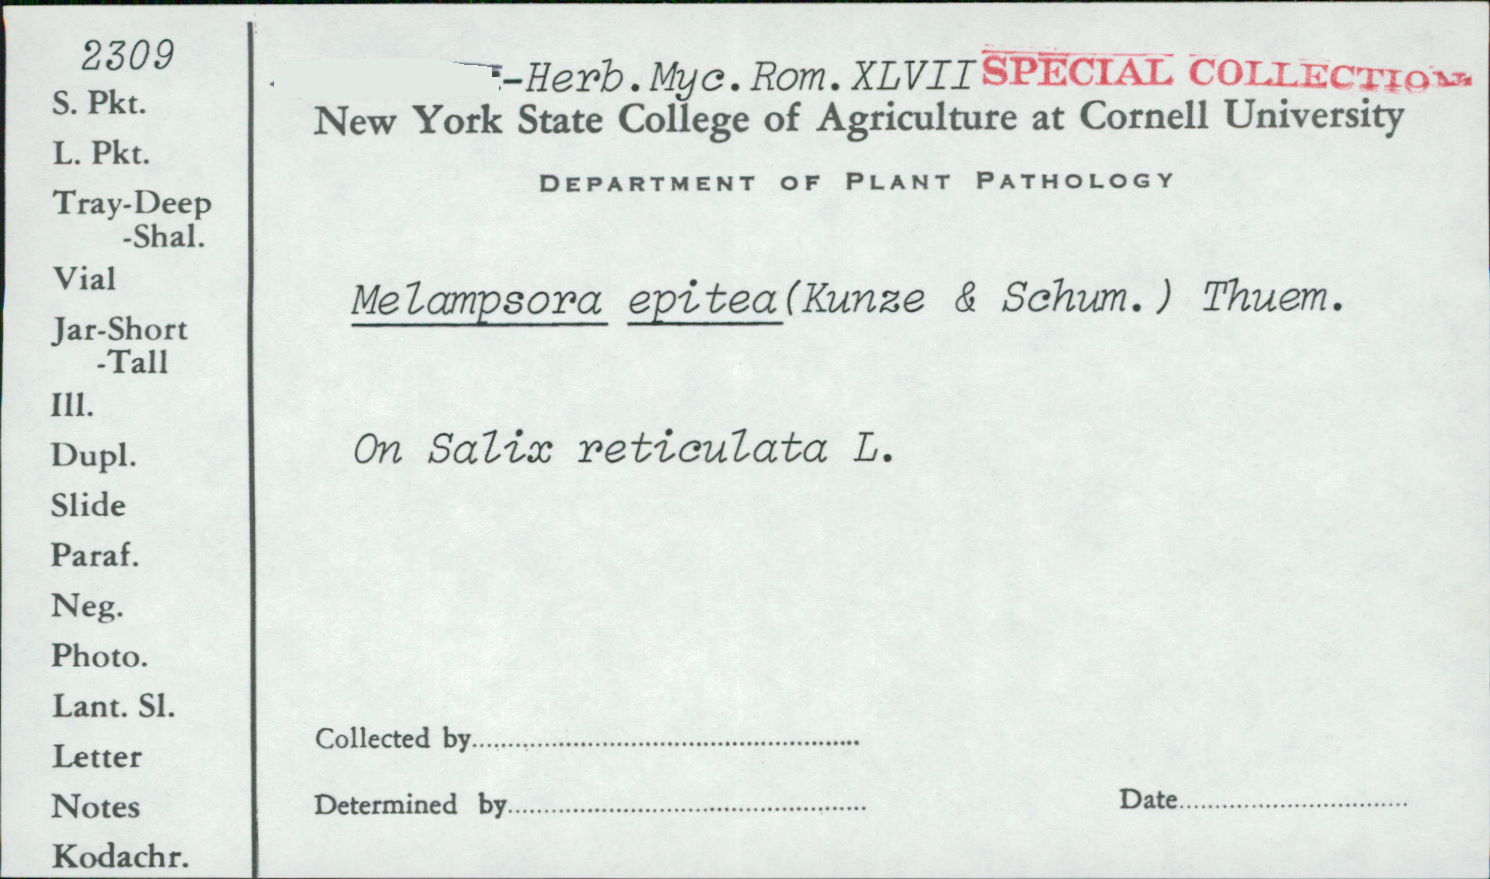 2309
S. Pkt.
L. Pkt.
Tray-Deep
-Shal.
Vial
Jar-Short
-Tall
Ill.
Dupl.
Slide
Paraf.
Neg.
Photo.
Lant. Sl.
Letter
Notes
Kodachr.
-Herb.Myc.Rom.XLVII SPECIAL COLLECTION
New York State College of Agriculture at Cornell University
DEPARTMENT OF PLANT PATHOLOGY
Melampsora epitea(Kunze & Schum.) Thuem.
On Salix reticulata L.
Collected by
Determined by
Date